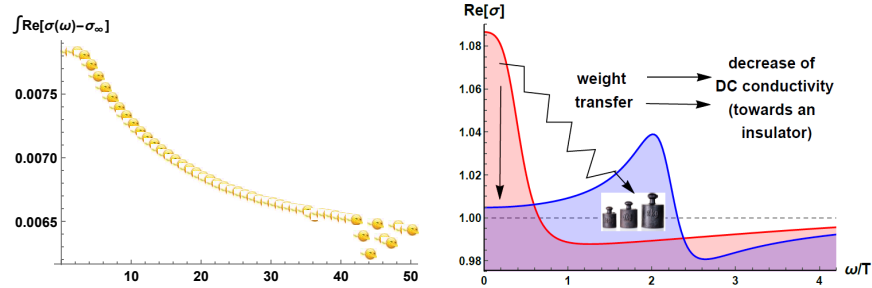 ∫Re[σ(ω)−σ∞]
0.0075
0.0070
0.0065
10
20
30
40
50
Re[σ]
1.08
1.06
1.04
1.02
1.00
0.98
0
1
2
3
4
ω/T
weight
transfer
decrease of
DC conductivity
(towards an
insulator)